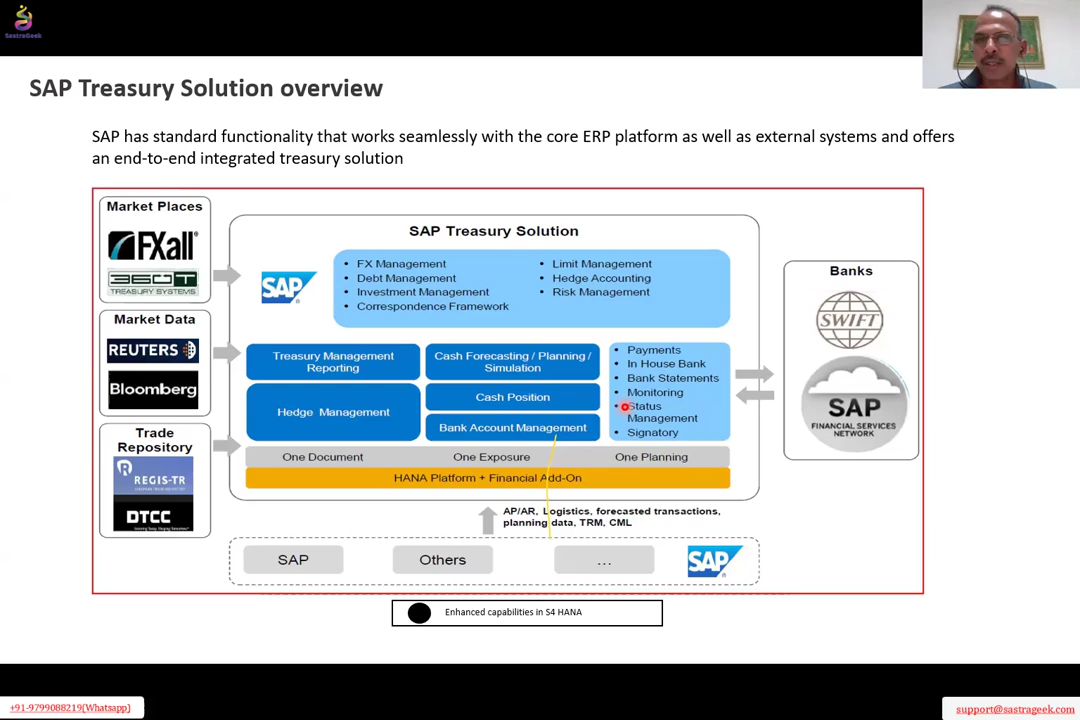 SastraGeek
SAP Treasury Solution overview
SAP has standard functionality that works seamlessly with the core ERP platform as well as external systems and offers
an end-to-end integrated treasury solution
Market Places
FXall
360T
TREASURY SYSTEMS
Market Data
REUTERS
Bloomberg
Trade
Repository
REGIS-TR
DTCC
SAP Treasury Solution
SAP
• FX Management
• Debt Management
• Investment Management
• Correspondence Framework
• Limit Management
• Hedge Accounting
• Risk Management
Treasury Management
Reporting
Hedge Management
Cash Forecasting / Planning /
Simulation
Cash Position
Bank Account Management
• Payments
• In House Bank
• Bank Statements
• Monitoring
• Status
Management
• Signatory
One Document
One Exposure
One Planning
HANA Platform + Financial Add-On
AP/AR, Logistics, forecasted transactions,
planning data, TRM, CML
SAP
Others
...
SAP
Banks
SWIFT
SAP
FINANCIAL SERVICES
NETWORK
Enhanced capabilities in S4 HANA
+91-9799088219(Whatsapp)
support@sastrageek.com